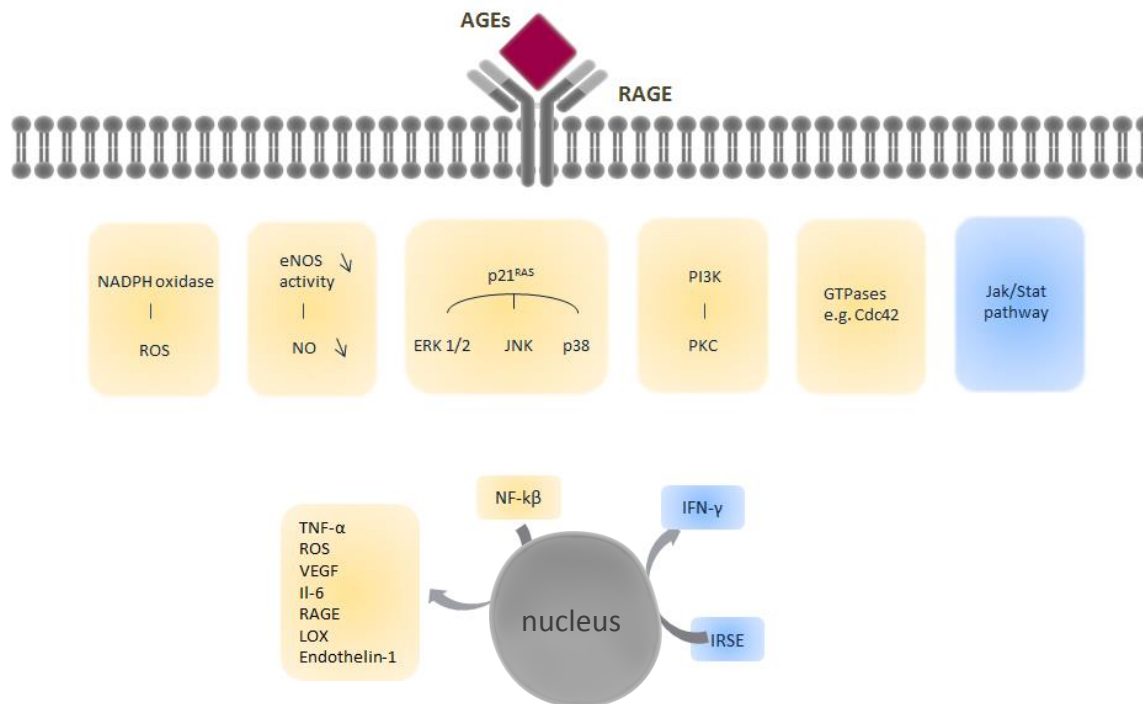 AGEs
RAGE
NADPH oxidase
ROS
eNOS
activity
NO
p21RAS
ERK 1/2
JNK
p38
PI3K
PKC
GTPases
e.g. Cdc42
Jak/Stat
pathway
NF-kβ
TNF-α
ROS
VEGF
Il-6
RAGE
LOX
Endothelin-1
nucleus
IFN-γ
IRSE